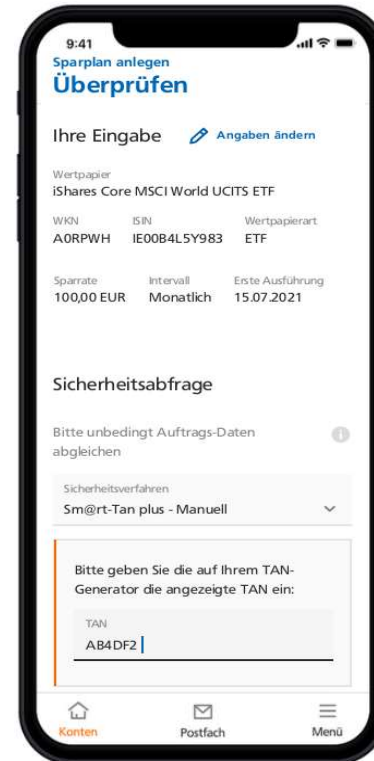 9:41
Sparplan anlegen
Überprüfen
Ihre Eingabe Angaben ändern
Wertpapier
iShares Core MSCI World UCITS ETF
WKN ISIN Wertpapierart
A0RPWH IE00B4L5Y983 ETF
Sparrate Intervall Erste Ausführung
100,00 EUR Monatlich 15.07.2021
Sicherheitsabfrage
Bitte unbedingt Auftrags-Daten
abgleichen
Sicherheitsverfahren
Sm@rt-Tan plus - Manuell
Bitte geben Sie die auf Ihrem TAN-
Generator die angezeigte TAN ein:
TAN
AB4DF2
Konten Postfach Menü